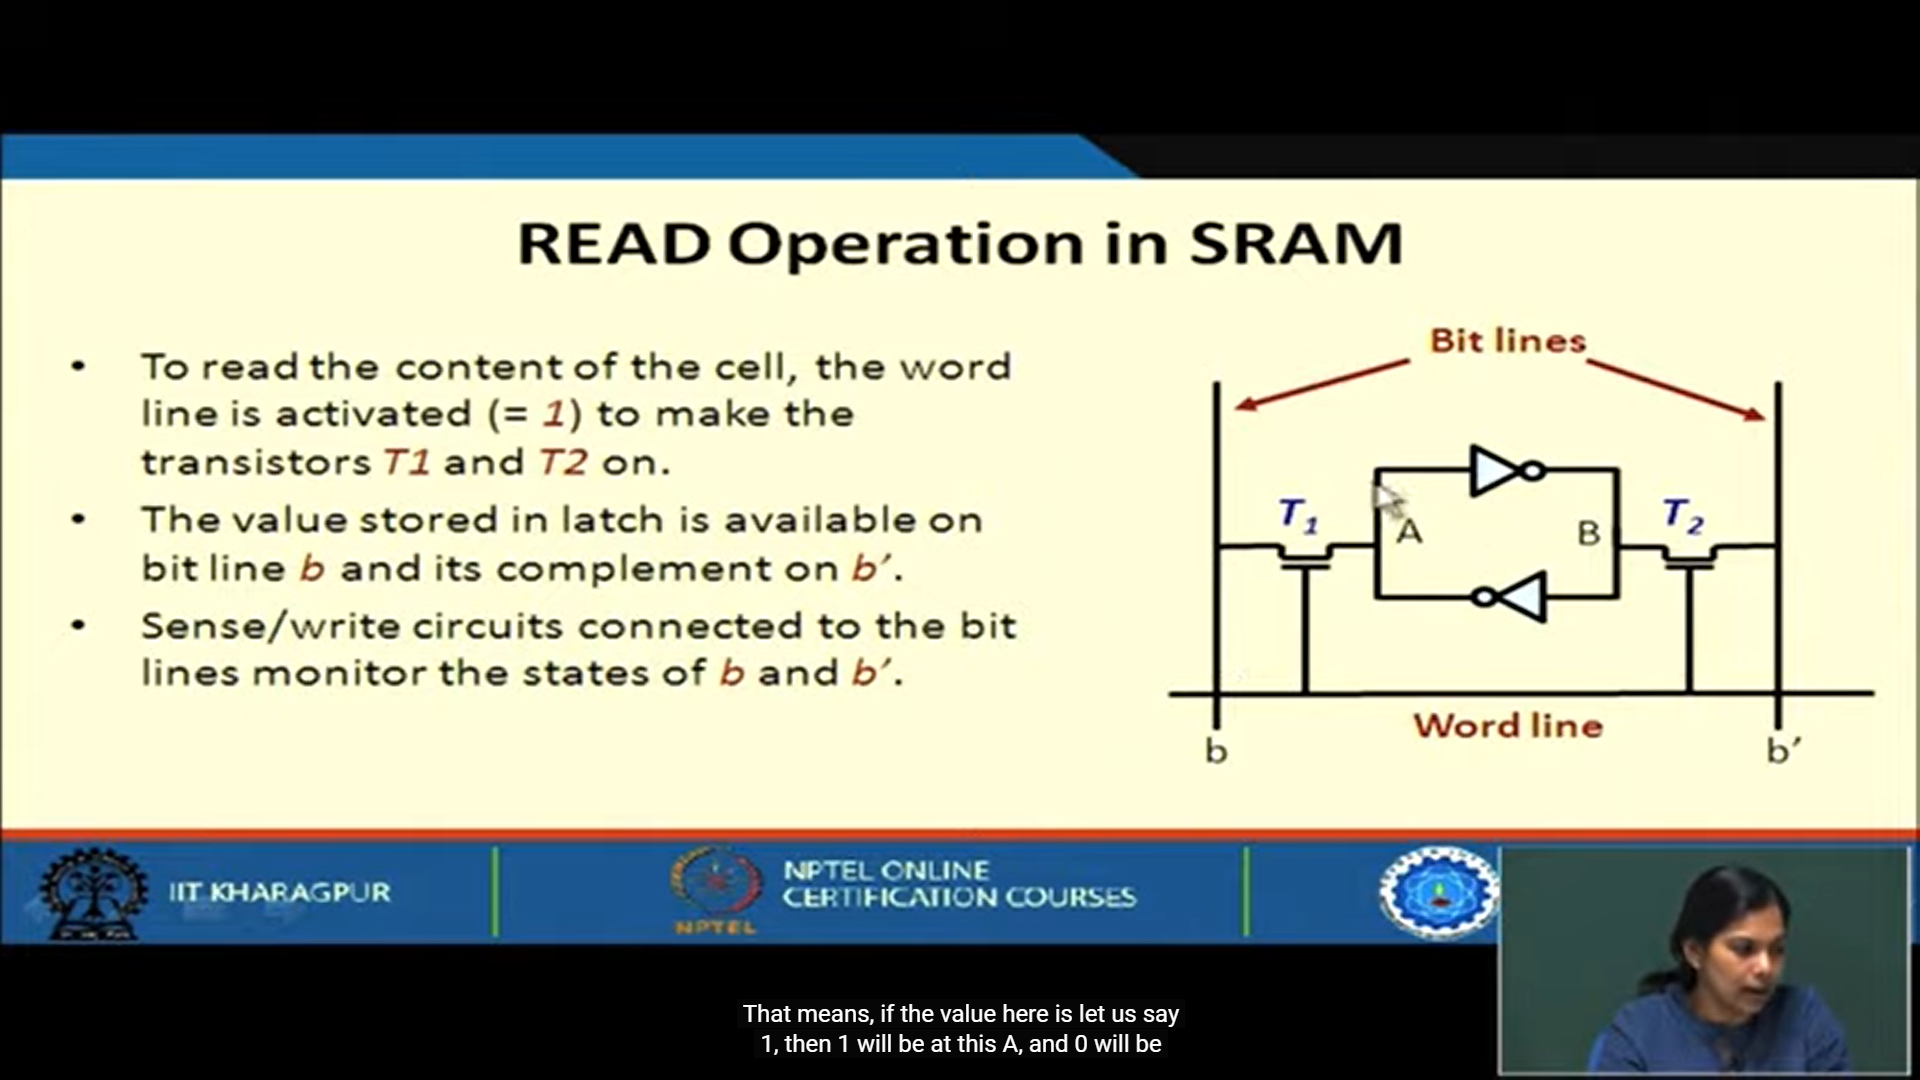 READ Operation in SRAM
• To read the content of the cell, the word
line is activated (= 1) to make the
transistors T1 and T2 on.
• The value stored in latch is available on
bit line b and its complement on b′.
• Sense/write circuits connected to the bit
lines monitor the states of b and b′.
Bit lines
T1
A
B
T2
Word line
b
b′
IIT KHARAGPUR
NPTEL
NPTEL ONLINE
CERTIFICATION COURSES
That means, if the value here is let us say
1, then 1 will be at this A, and 0 will be